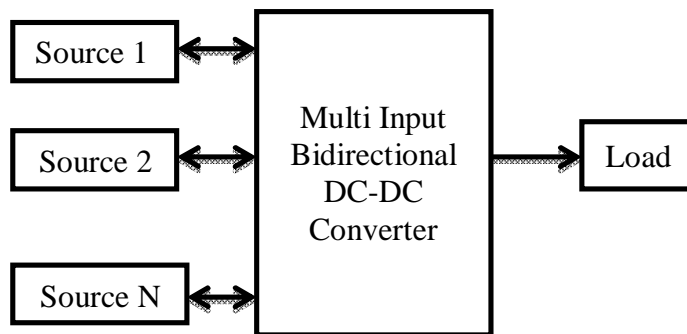 Source 1
Source 2
Source N
Multi Input
Bidirectional
DC-DC
Converter
Load